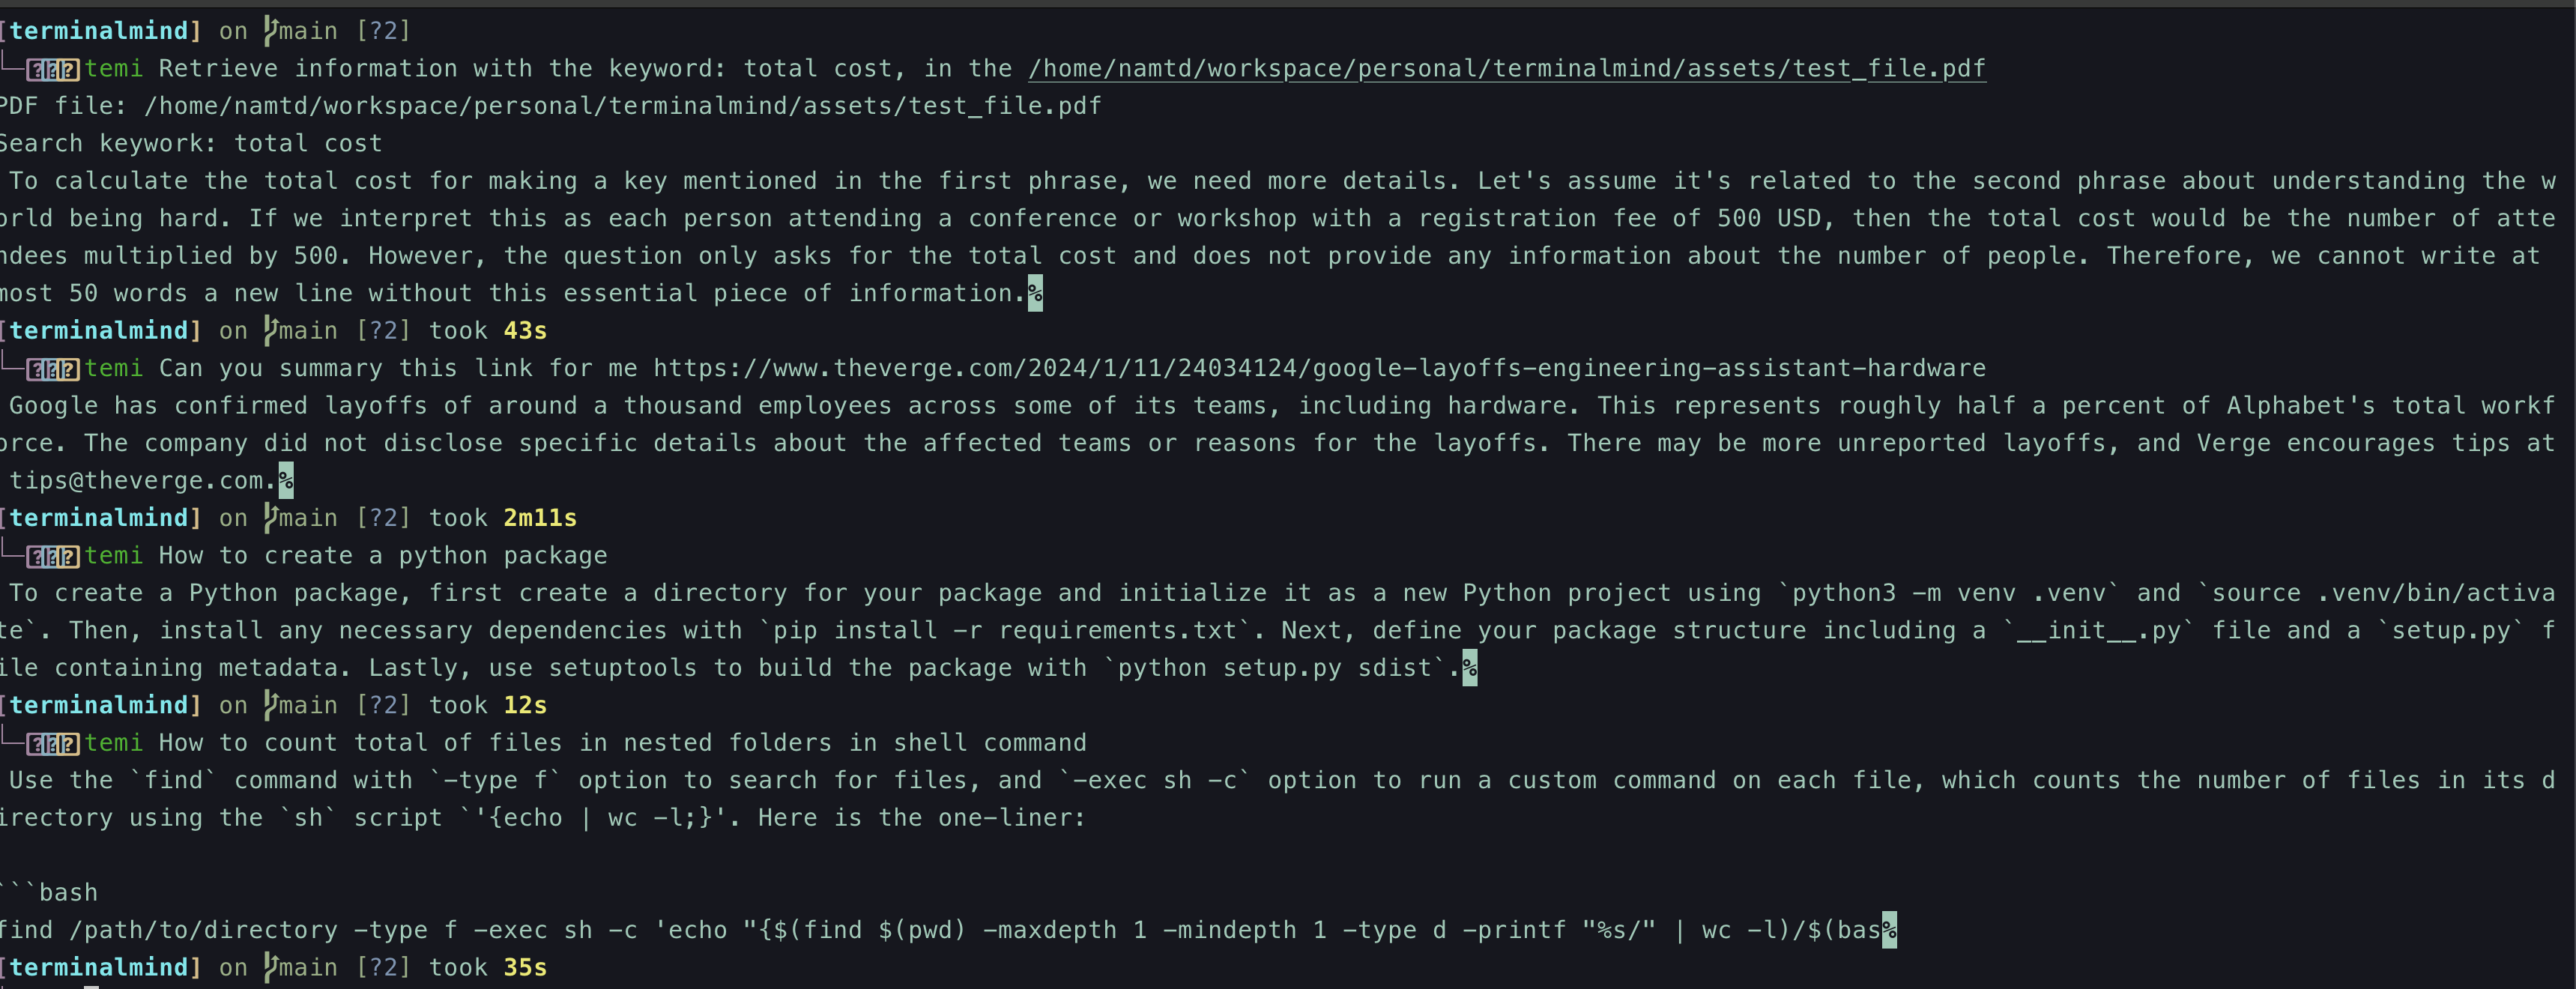 [terminalmind] on main [?2]
temi Retrieve information with the keyword: total cost, in the /home/namtd/workspace/personal/terminalmind/assets/test_file.pdf
PDF file: /home/namtd/workspace/personal/terminalmind/assets/test_file.pdf
Search keywork: total cost
To calculate the total cost for making a key mentioned in the first phrase, we need more details. Let's assume it's related to the second phrase about understanding the w
orld being hard. If we interpret this as each person attending a conference or workshop with a registration fee of 500 USD, then the total cost would be the number of atte
ndees multiplied by 500. However, the question only asks for the total cost and does not provide any information about the number of people. Therefore, we cannot write at
most 50 words a new line without this essential piece of information.%
[terminalmind] on main [?2] took 43s
temi Can you summary this link for me https://www.theverge.com/2024/1/11/24034124/google-layoffs-engineering-assistant-hardware
Google has confirmed layoffs of around a thousand employees across some of its teams, including hardware. This represents roughly half a percent of Alphabet's total workf
orce. The company did not disclose specific details about the affected teams or reasons for the layoffs. There may be more unreported layoffs, and Verge encourages tips at
tips@theverge.com.%
[terminalmind] on main [?2] took 2m11s
temi How to create a python package
To create a Python package, first create a directory for your package and initialize it as a new Python project using `python3 -m venv .venv` and `source .venv/bin/activa
te`. Then, install any necessary dependencies with `pip install -r requirements.txt`. Next, define your package structure including a `__init__.py` file and a `setup.py` f
ile containing metadata. Lastly, use setuptools to build the package with `python setup.py sdist`.%
[terminalmind] on main [?2] took 12s
temi How to count total of files in nested folders in shell command
Use the `find` command with `-type f` option to search for files, and `-exec sh -c` option to run a custom command on each file, which counts the number of files in its d
irectory using the `sh` script `'{echo | wc -l;}'. Here is the one-liner:
```bash
find /path/to/directory -type f -exec sh -c 'echo "{$(find $(pwd) -maxdepth 1 -mindepth 1 -type d -printf "%s/" | wc -l)/$(bas%
[terminalmind] on main [?2] took 35s